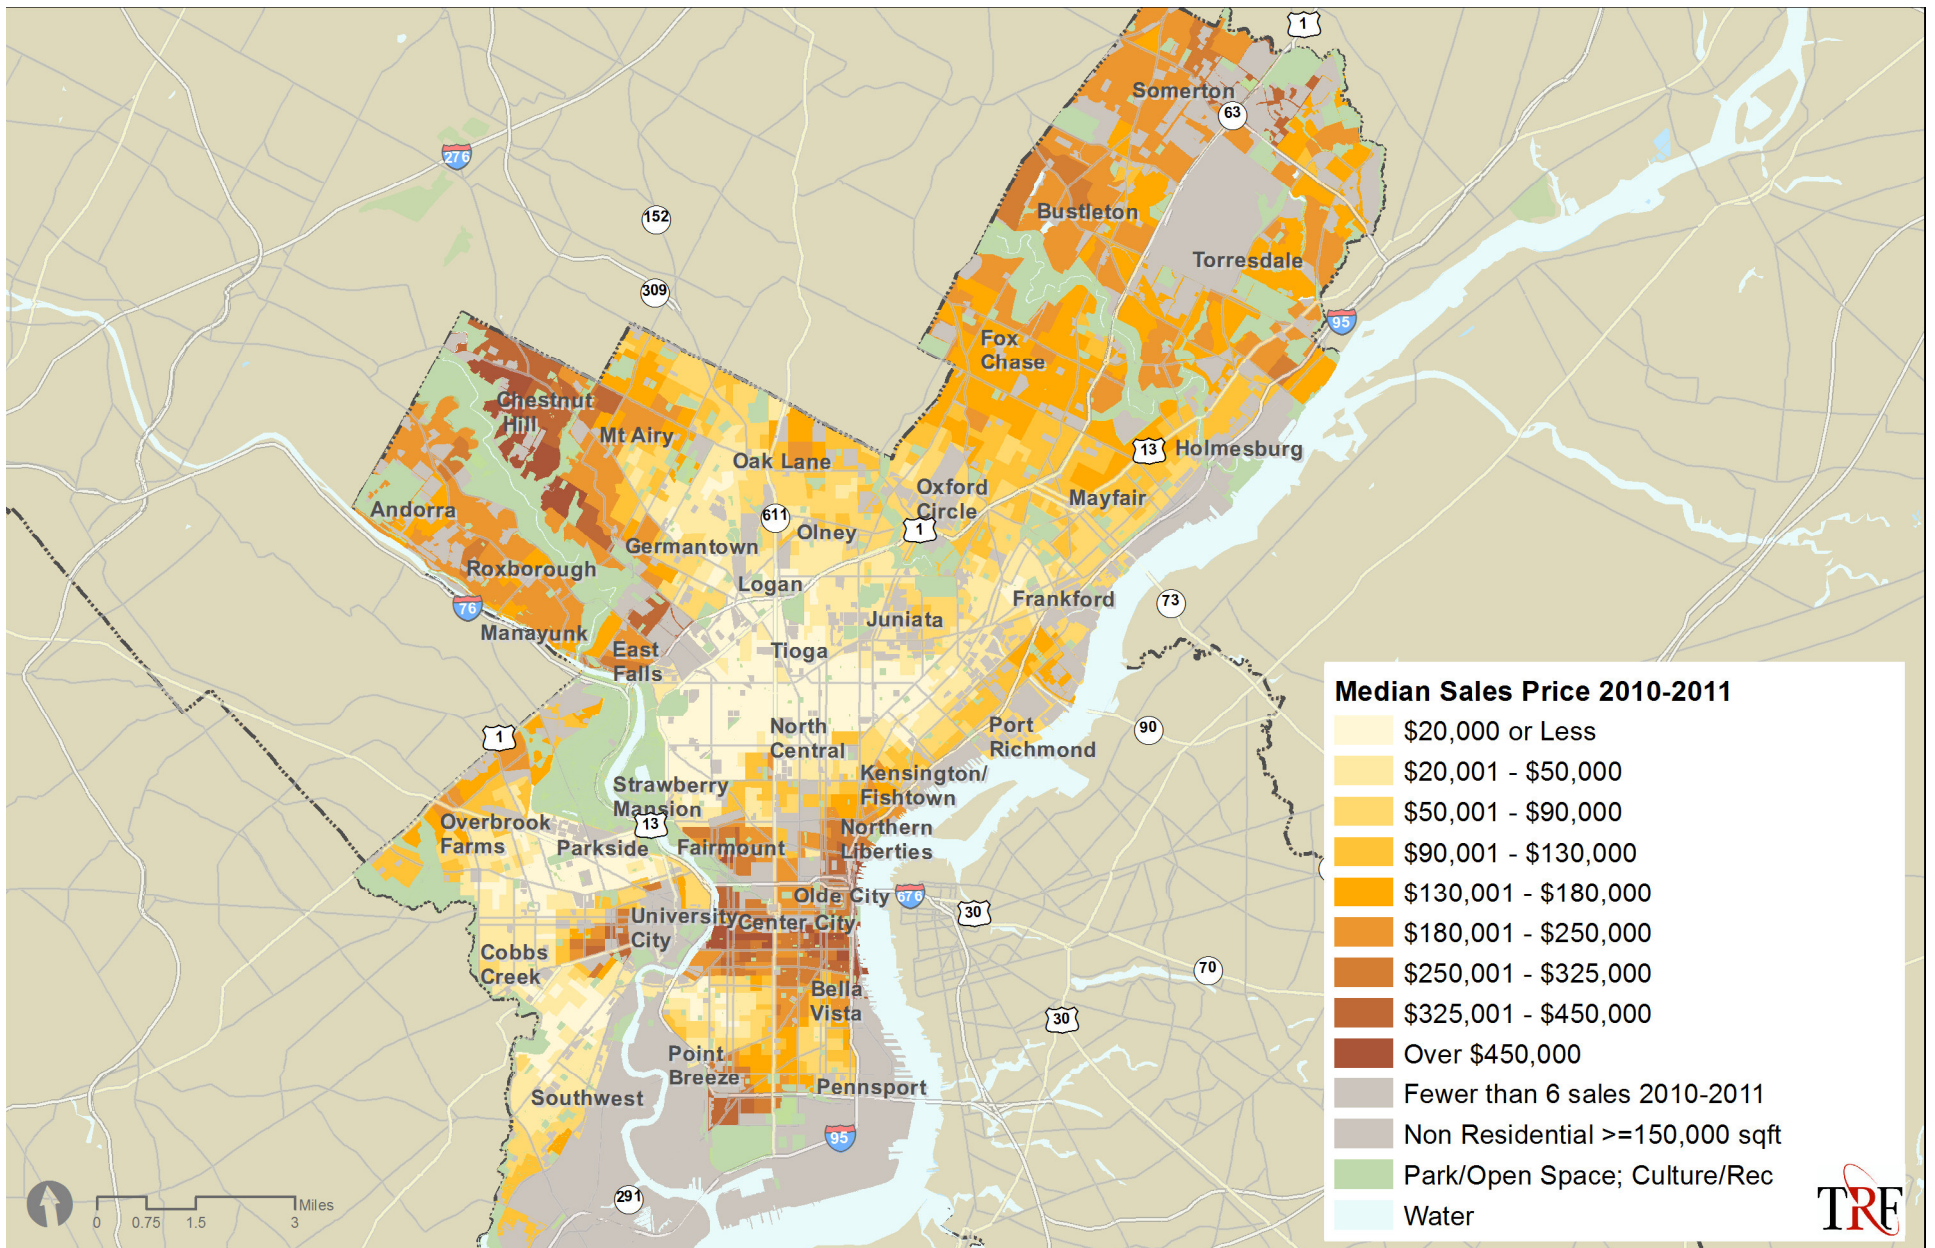 1
Somerton
63
276
152
Bustleton
Torresdale
309
95
Fox
Chase
Chestnut
Hill
Mt Airy
13
Holmesburg
Oak Lane
Oxford
Circle
Mayfair
Andorra
611
Olney
1
Germantown
Roxborough
Logan
Frankford
73
76
Juniata
Manayunk
East
Falls
Tioga
North
Central
Port
Richmond
90
1
Kensington/
Fishtown
Strawberry
Mansion
13
Overbrook
Farms
Parkside
Fairmount
Northern
Liberties
Olde City
676
30
University
City
Center City
Cobbs
Creek
70
Bella
Vista
30
Point
Breeze
Pennsport
Southwest
95
291
0 0.75 1.5 3 Miles
Median Sales Price 2010-2011
$20,000 or Less
$20,001 - $50,000
$50,001 - $90,000
$90,001 - $130,000
$130,001 - $180,000
$180,001 - $250,000
$250,001 - $325,000
$325,001 - $450,000
Over $450,000
Fewer than 6 sales 2010-2011
Non Residential >=150,000 sqft
Park/Open Space; Culture/Rec
Water
TRF